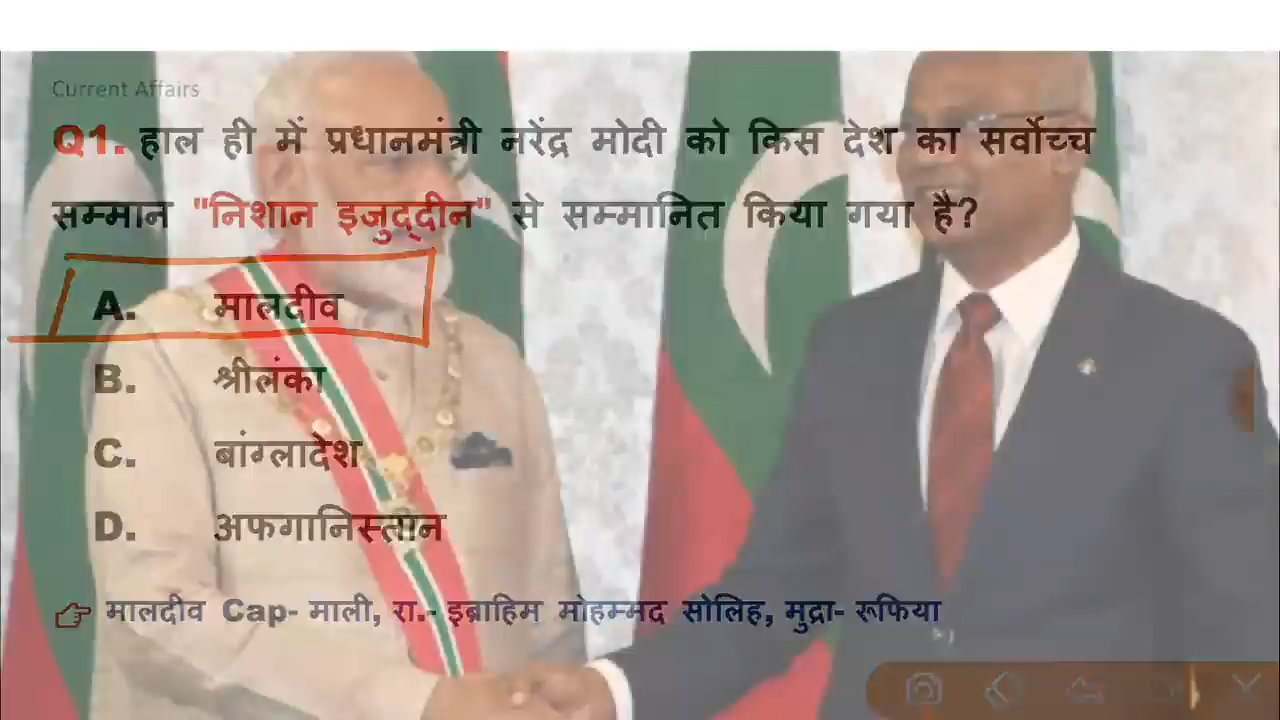 Current Affairs
Q1. हाल ही में प्रधानमंत्री नरेंद्र मोदी को किस देश का सर्वोच्च
सम्मान "निशान इजुद्दीन" से सम्मानित किया गया है?
A. मालदीव
B. श्रीलंका
C. बांग्लादेश
D. अफगानिस्तान
मालदीव Cap- माली, रा.- इब्राहिम मोहम्मद सोलिह, मुद्रा- रूफिया